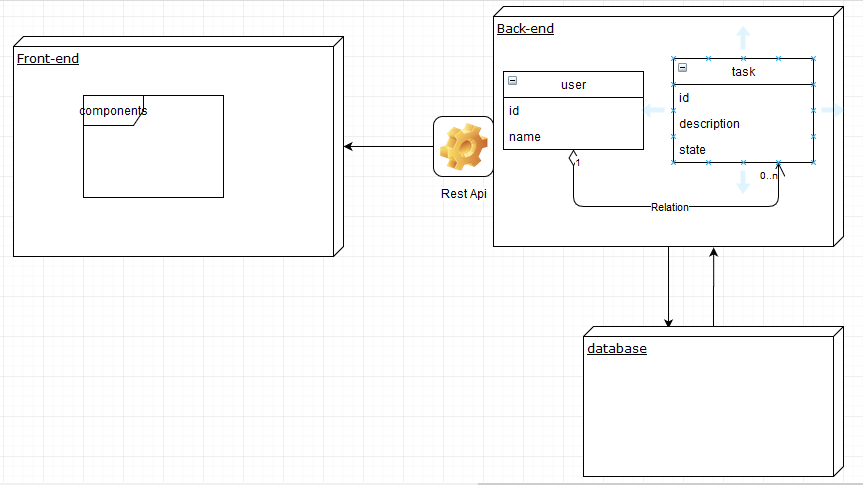 Front-end
components
Rest Api
Back-end
user
id
name
task
id
description
state
1
0..n
Relation
database